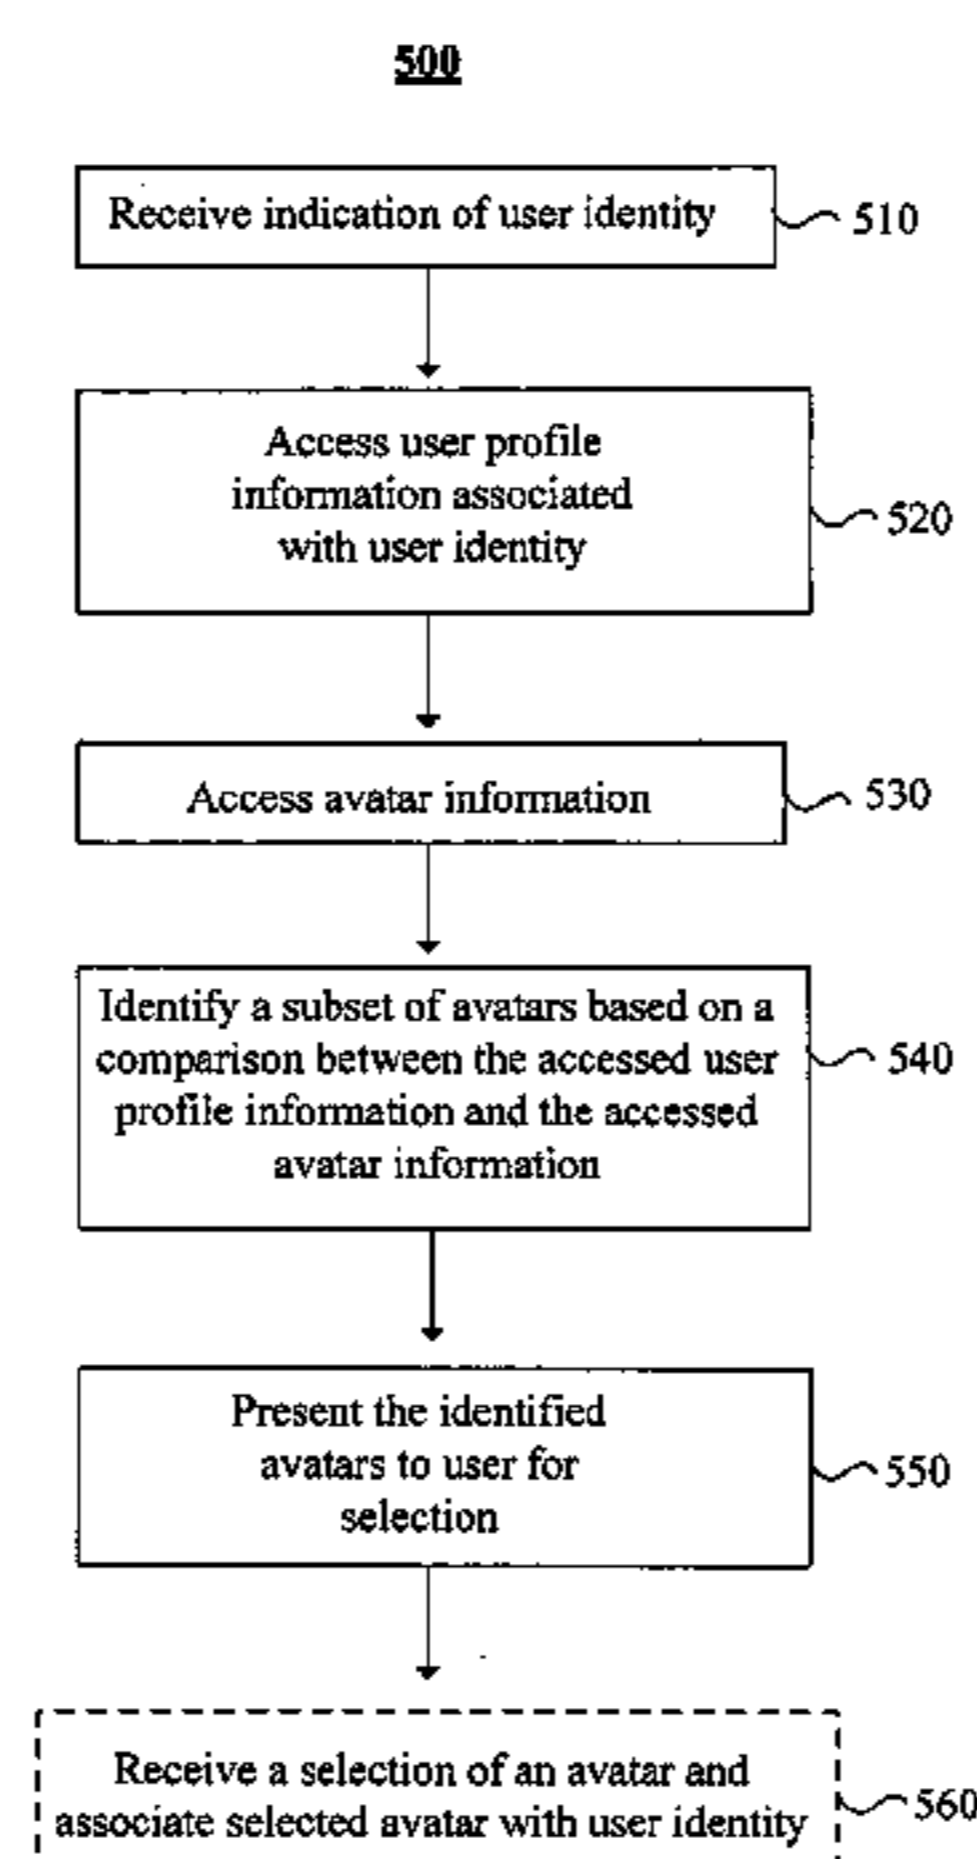 500
Receive indication of user identity
510
Access user profile
information associated
with user identity
520
Access avatar information
530
Identify a subset of avatars based on a
comparison between the accessed user
profile information and the accessed
avatar information
540
Present the identified
avatars to user for
selection
550
Receive a selection of an avatar and
associate selected avatar with user identity
560